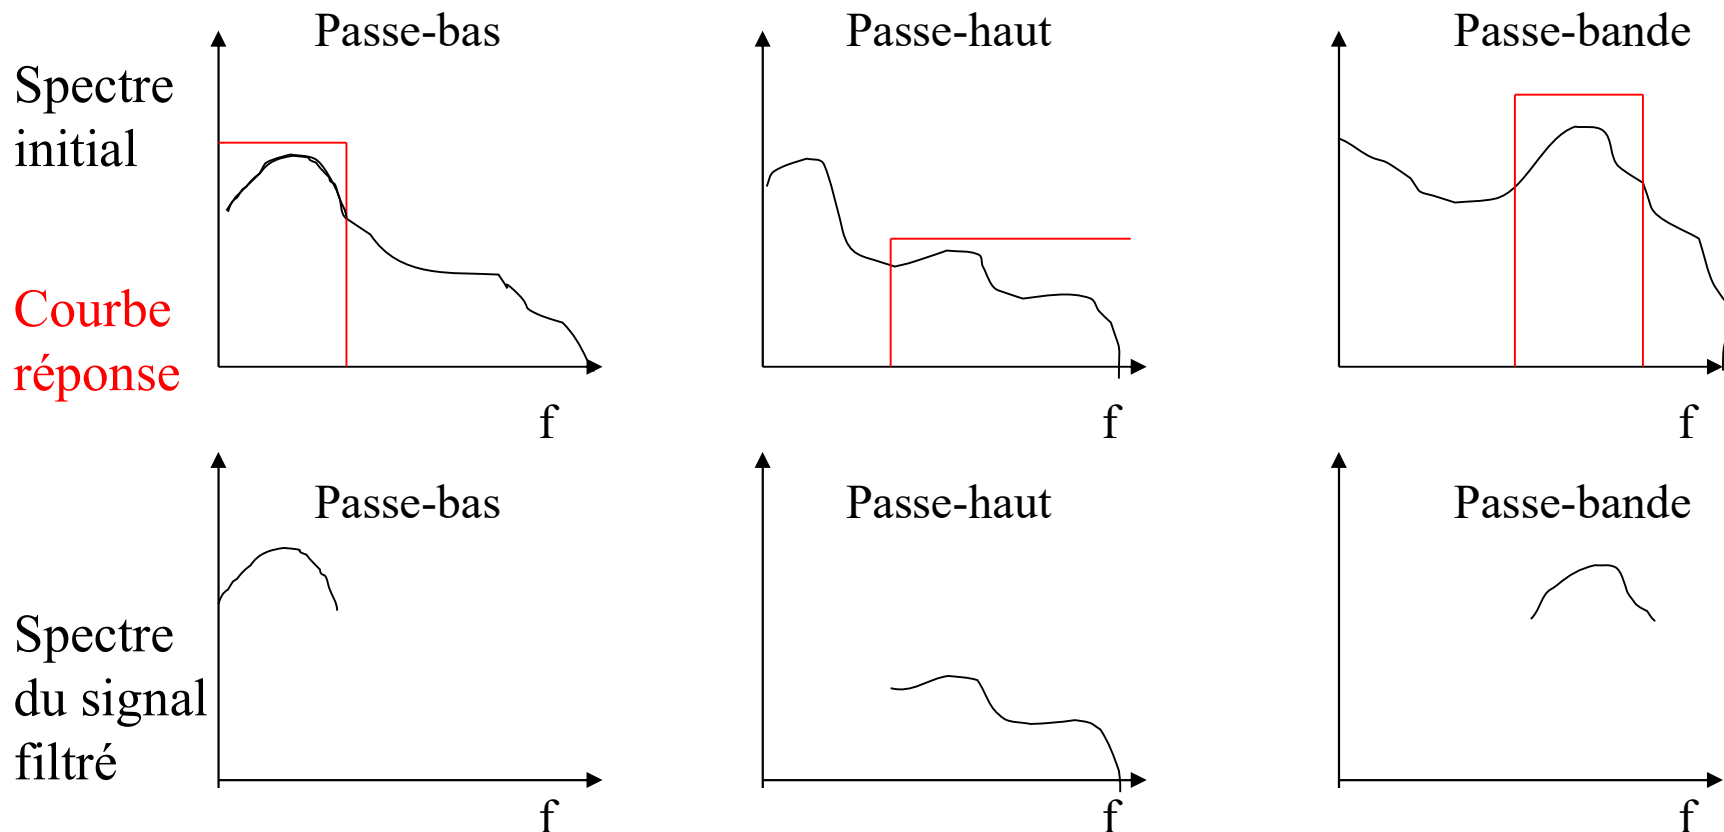 Passe-bas
Passe-haut
Passe-bande
Spectre
initial
Courbe
réponse
f
f
f
Passe-bas
Passe-haut
Passe-bande
Spectre
du signal
filtré
f
f
f